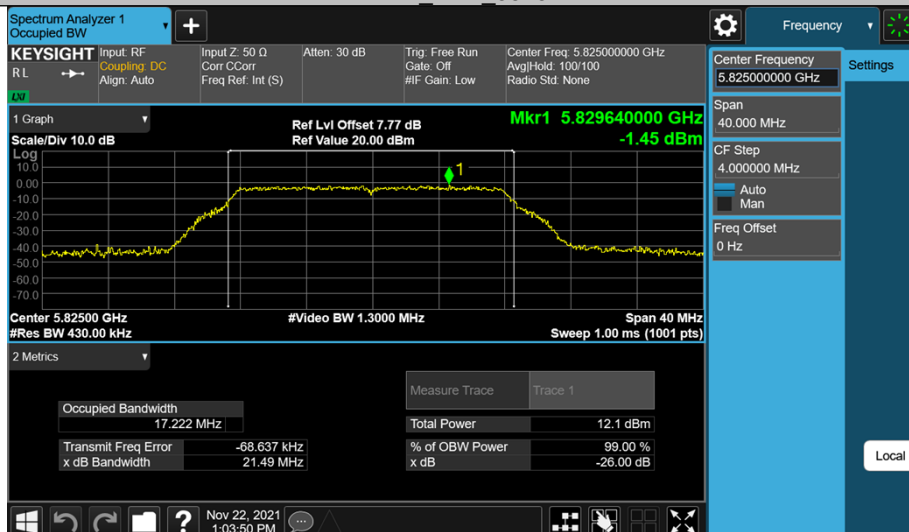 Spectrum Analyzer 1
Occupied BW
+
Frequency
KEYSIGHT
R L
LXI
Input: RF
Coupling: DC
Align: Auto
Input Z: 50 Ω
Corr CCorr
Freq Ref: Int (S)
Atten: 30 dB
Trig: Free Run
Gate: Off
#IF Gain: Low
Center Freq: 5.825000000 GHz
Avg|Hold: 100/100
Radio Std: None
Center Frequency
5.825000000 GHz
Settings
Span
40.000 MHz
CF Step
4.000000 MHz
Auto
Man
Freq Offset
0 Hz
Local
1 Graph
Scale/Div 10.0 dB
Ref Lvl Offset 7.77 dB
Ref Value 20.00 dBm
Mkr1 5.829640000 GHz
-1.45 dBm
Log
10.0
0.00
-10.0
-20.0
-30.0
-40.0
-50.0
-60.0
-70.0
1
Center 5.82500 GHz
#Res BW 430.00 kHz
#Video BW 1.3000 MHz
Span 40 MHz
Sweep 1.00 ms (1001 pts)
2 Metrics
Measure Trace Trace 1
Occupied Bandwidth
17.222 MHz
Total Power 12.1 dBm
Transmit Freq Error -68.637 kHz
% of OBW Power 99.00 %
x dB Bandwidth 21.49 MHz
x dB -26.00 dB
?
Nov 22, 2021
1:03:50 PM